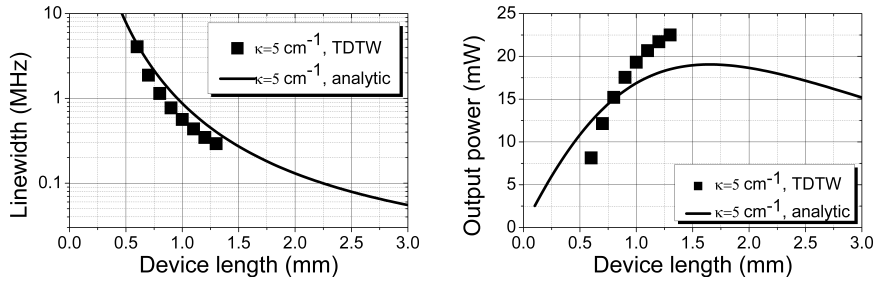 Linewidth (MHz)
10
1
0.1
κ=5 cm⁻¹, TDTW
κ=5 cm⁻¹, analytic
0.0 0.5 1.0 1.5 2.0 2.5 3.0
Device length (mm)
Output power (mW)
25
20
15
10
5
0
κ=5 cm⁻¹, TDTW
κ=5 cm⁻¹, analytic
0.0 0.5 1.0 1.5 2.0 2.5 3.0
Device length (mm)